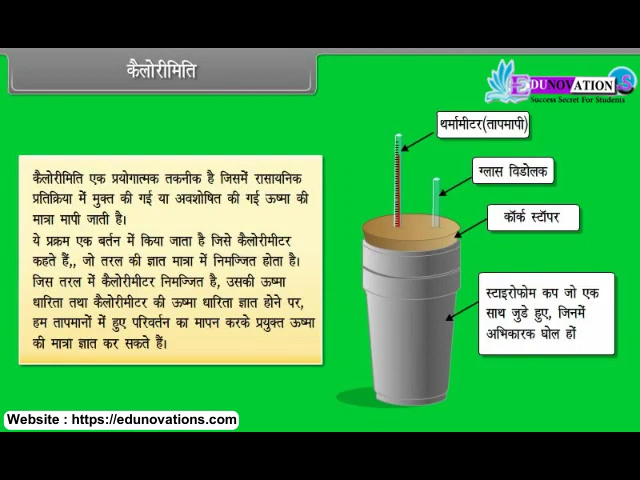 कैलोरीमिति
EDUNOVATIONS
Success Secret For Students
थर्मामीटर(तापमापी)
ग्लास विडोलक
कॉर्क स्टॉपर
कैलोरीमिति एक प्रयोगात्मक तकनीक है जिसमें रासायनिक
प्रतिक्रिया में मुक्त की गई या अवशोषित की गई ऊष्मा की
मात्रा मापी जाती है।
ये प्रक्रम एक बर्तन में किया जाता है जिसे कैलोरीमीटर
कहते हैं,, जो तरल की ज्ञात मात्रा में निमज्जित होता है।
जिस तरल में कैलोरीमीटर निमज्जित है, उसकी ऊष्मा
धारिता तथा कैलोरीमीटर की ऊष्मा धारिता ज्ञात होने पर,
हम तापमानों में हुए परिवर्तन का मापन करके प्रयुक्त ऊष्मा
की मात्रा ज्ञात कर सकते हैं।
स्टाइरोफोम कप जो एक
साथ जुडे हुए, जिनमें
अभिकारक घोल हों
Website : https://edunovations.com